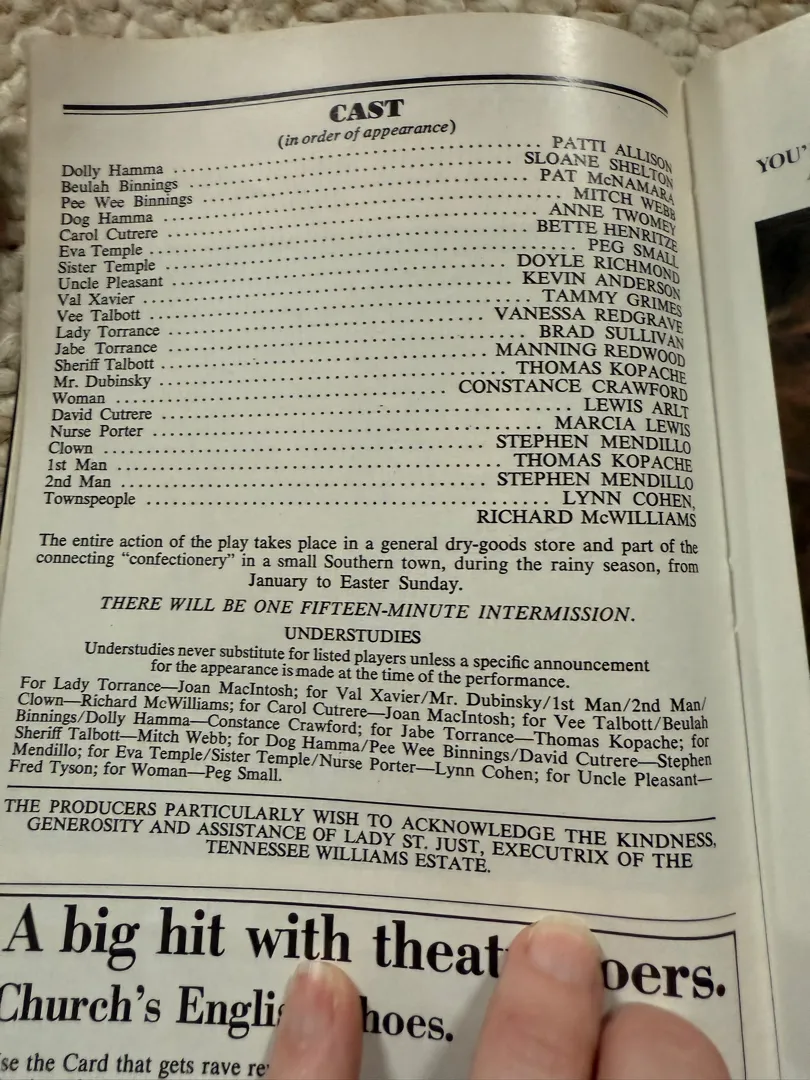 CAST
(in order of appearance)
Dolly Hamma .......... PATTI ALLISON
Beulah Binnings .......... SLOANE SHELTON
Pee Wee Binnings .......... PAT McNAMARA
Dog Hamma .......... MITCH WEBB
Carol Cutrere .......... ANNE TWOMEY
Eva Temple .......... BETTE HENRITZE
Sister Temple .......... PEG SMALL
Uncle Pleasant .......... DOYLE RICHMOND
Val Xavier .......... KEVIN ANDERSON
Vee Talbott .......... TAMMY GRIMES
Lady Torrance .......... VANESSA REDGRAVE
Jabe Torrance .......... BRAD SULLIVAN
Sheriff Talbott .......... MANNING REDWOOD
Mr. Dubinsky .......... THOMAS KOPACHE
Woman .......... CONSTANCE CRAWFORD
David Cutrere .......... LEWIS ARLT
Nurse Porter .......... MARCIA LEWIS
Clown .......... STEPHEN MENDILLO
1st Man .......... THOMAS KOPACHE
2nd Man .......... STEPHEN MENDILLO
Townspeople .......... LYNN COHEN,
RICHARD McWILLIAMS
The entire action of the play takes place in a general dry-goods store and part of the
connecting “confectionery” in a small Southern town, during the rainy season, from
January to Easter Sunday.
THERE WILL BE ONE FIFTEEN-MINUTE INTERMISSION.
UNDERSTUDIES
Understudies never substitute for listed players unless a specific announcement
for the appearance is made at the time of the performance.
For Lady Torrance—Joan MacIntosh; for Val Xavier/Mr. Dubinsky/1st Man/2nd Man/
Clown—Richard McWilliams; for Carol Cutrere—Joan MacIntosh; for Vee Talbott/Beulah
Binnings/Dolly Hamma—Constance Crawford; for Jabe Torrance—Thomas Kopache; for
Sheriff Talbott—Mitch Webb; for Dog Hamma/Pee Wee Binnings/David Cutrere—Stephen
Mendillo; for Eva Temple/Sister Temple/Nurse Porter—Lynn Cohen; for Uncle Pleasant—
Fred Tyson; for Woman—Peg Small.
THE PRODUCERS PARTICULARLY WISH TO ACKNOWLEDGE THE KINDNESS,
GENEROSITY AND ASSISTANCE OF LADY ST. JUST, EXECUTRIX OF THE
TENNESSEE WILLIAMS ESTATE.
A big hit with
Church's
the Card that gets rave
YOU'